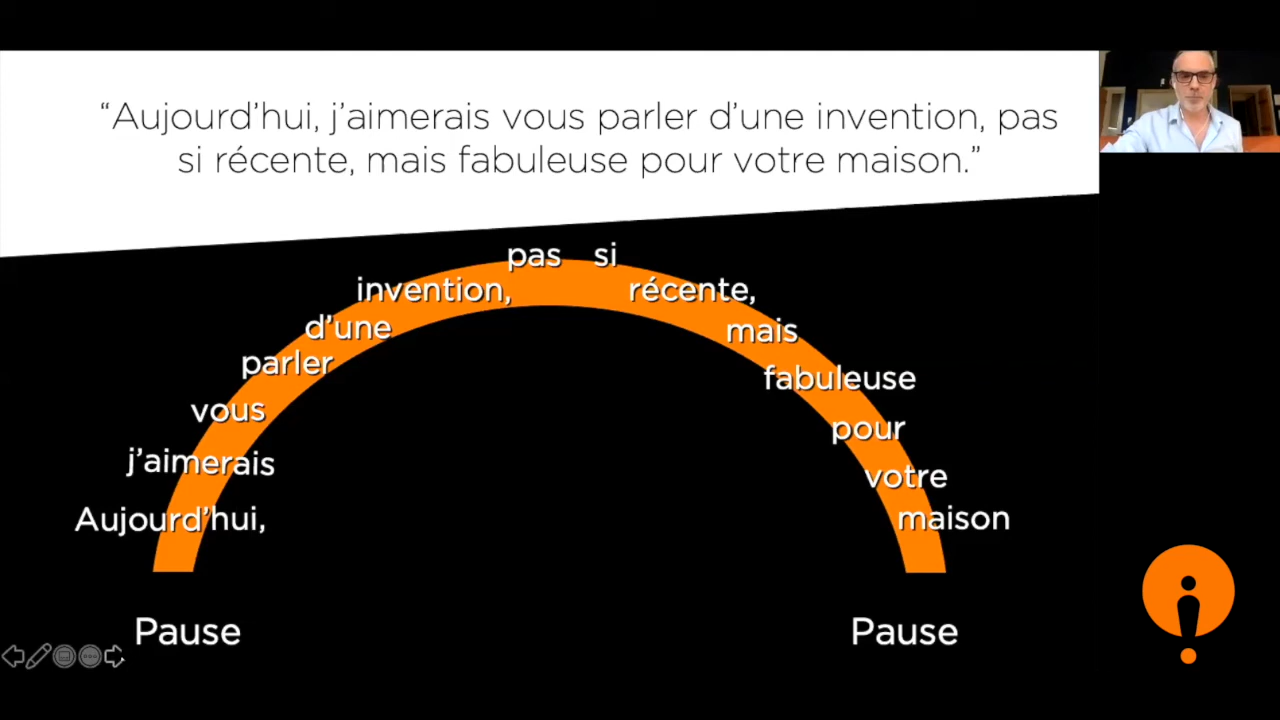 “Aujourd’hui, j’aimerais vous parler d’une invention, pas
si récente, mais fabuleuse pour votre maison.”
Aujourd’hui,
j’aimerais
vous
parler
d’une
invention,
pas si
récente,
mais
fabuleuse
pour
votre
maison
Pause
Pause